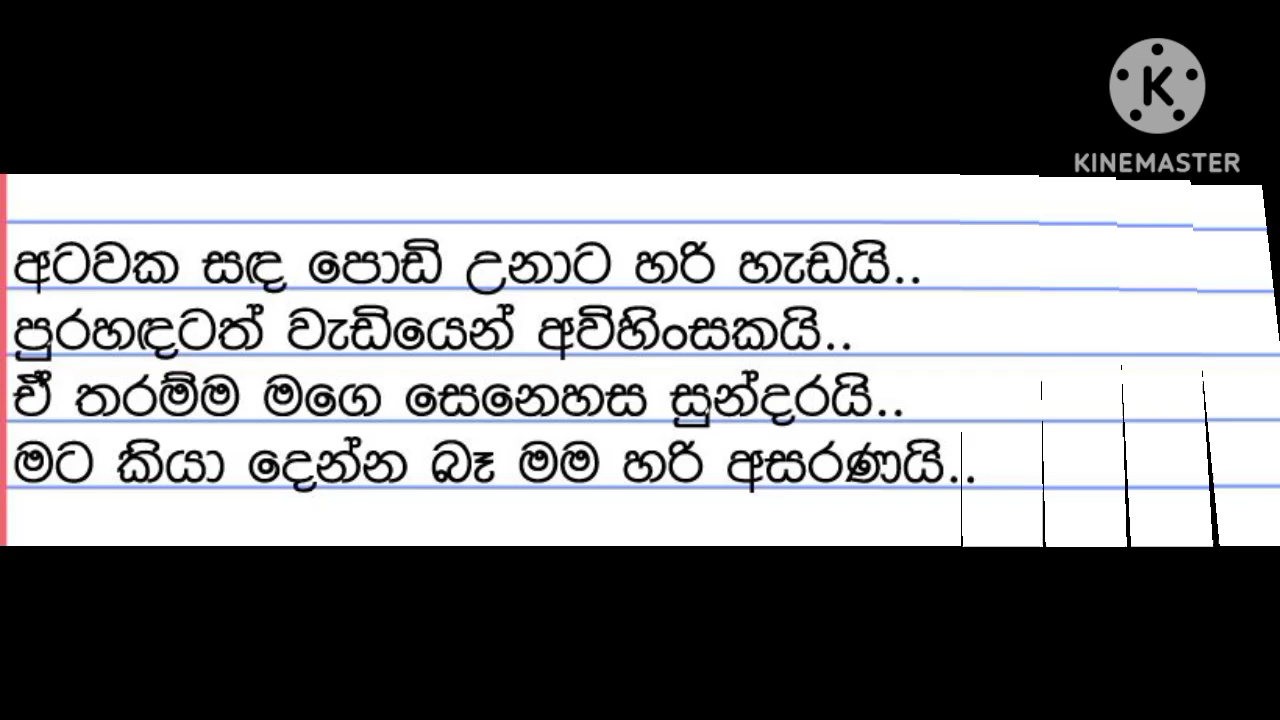 KINEMASTER
අටවක සඳ පොඩි උනාට හරි හැඩයි..
පුරහඳටත් වැඩියෙන් අවිහිංසකයි..
ඒ තරම්ම මගෙ සෙනෙහස සුන්දරයි..
මට කියා දෙන්න බෑ මම හරි අසරණයි..